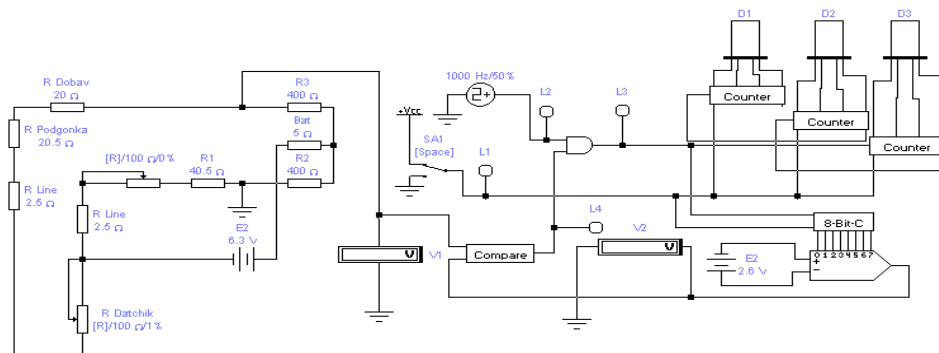 D1
D2
D3
1000 Hz/50%
R Dobav
20 Ω
R3
400 Ω
L2
L3
Counter
+Vcc
R Podgonka
20.5 Ω
Bat
5 Ω
SA1
[Space]
Counter
[R]/100 Ω/0%
R1
40.5 Ω
R2
400 Ω
L1
Counter
R Line
2.5 Ω
R Line
2.5 Ω
E2
6.3 V
L4
V2
8-Bit-C
01234567
V
V1
Compare
V
E2
2.6 V
+
−
R Datchik
[R]/100 Ω/1%